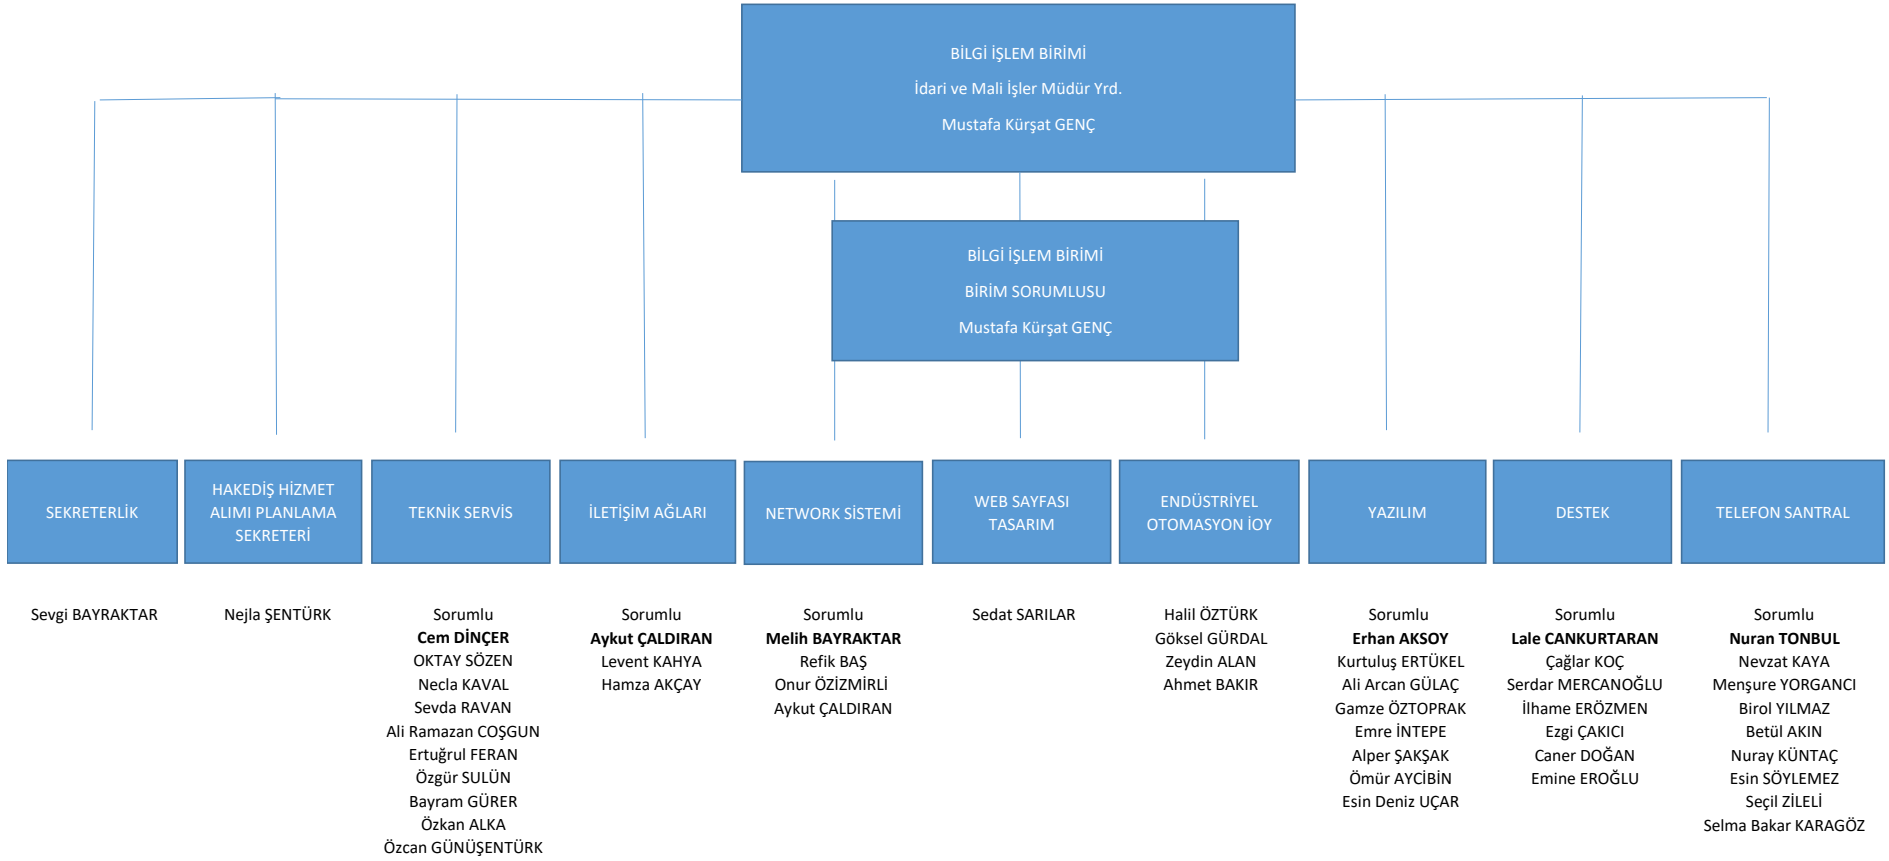 BİLGİ İŞLEM BİRİMİ
İdari ve Mali İşler Müdür Yrd.
Mustafa Kürşat GENÇ
BİLGİ İŞLEM BİRİMİ
BİRİM SORUMLUSU
Mustafa Kürşat GENÇ
SEKRETERLİK
HAKEDİŞ HİZMET
ALIMI PLANLAMA
SEKRETERİ
TEKNİK SERVİS
İLETİŞİM AĞLARI
NETWORK SİSTEMİ
WEB SAYFASI
TASARIM
ENDÜSTRİYEL
OTOMASYON İOY
YAZILIM
DESTEK
TELEFON SANTRAL
Sevgi BAYRAKTAR
Nejla ŞENTÜRK
Sorumlu
Cem DİNÇER
OKTAY SÖZEN
Necla KAVAL
Sevda RAVAN
Ali Ramazan COŞGUN
Ertuğrul FERAN
Özgür SULÜN
Bayram GÜRER
Özkan ALKA
Özcan GÜNÜŞENTÜRK
Sorumlu
Aykut ÇALDIRAN
Levent KAHYA
Hamza AKÇAY
Sorumlu
Melih BAYRAKTAR
Refik BAŞ
Onur ÖZİZMİRLİ
Aykut ÇALDIRAN
Sedat SARILAR
Halil ÖZTÜRK
Göksel GÜRDAL
Zeydin ALAN
Ahmet BAKIR
Sorumlu
Erhan AKSOY
Kurtuluş ERTÜKEL
Ali Arcan GÜLAÇ
Gamze ÖZTOPRAK
Emre İNTEPE
Alper ŞAKŞAK
Ömür AYCİBİN
Esin Deniz UÇAR
Sorumlu
Lale CANKURTARAN
Çağlar KOÇ
Serdar MERCANOĞLU
İlhame ERÖZMEN
Ezgi ÇAKICI
Caner DOĞAN
Emine EROĞLU
Sorumlu
Nuran TONBUL
Nevzat KAYA
Menşure YORGANCI
Birol YILMAZ
Betül AKIN
Nuray KÜNTAÇ
Esin SÖYLEMEZ
Seçil ZİLELİ
Selma Bakar KARAGÖZ